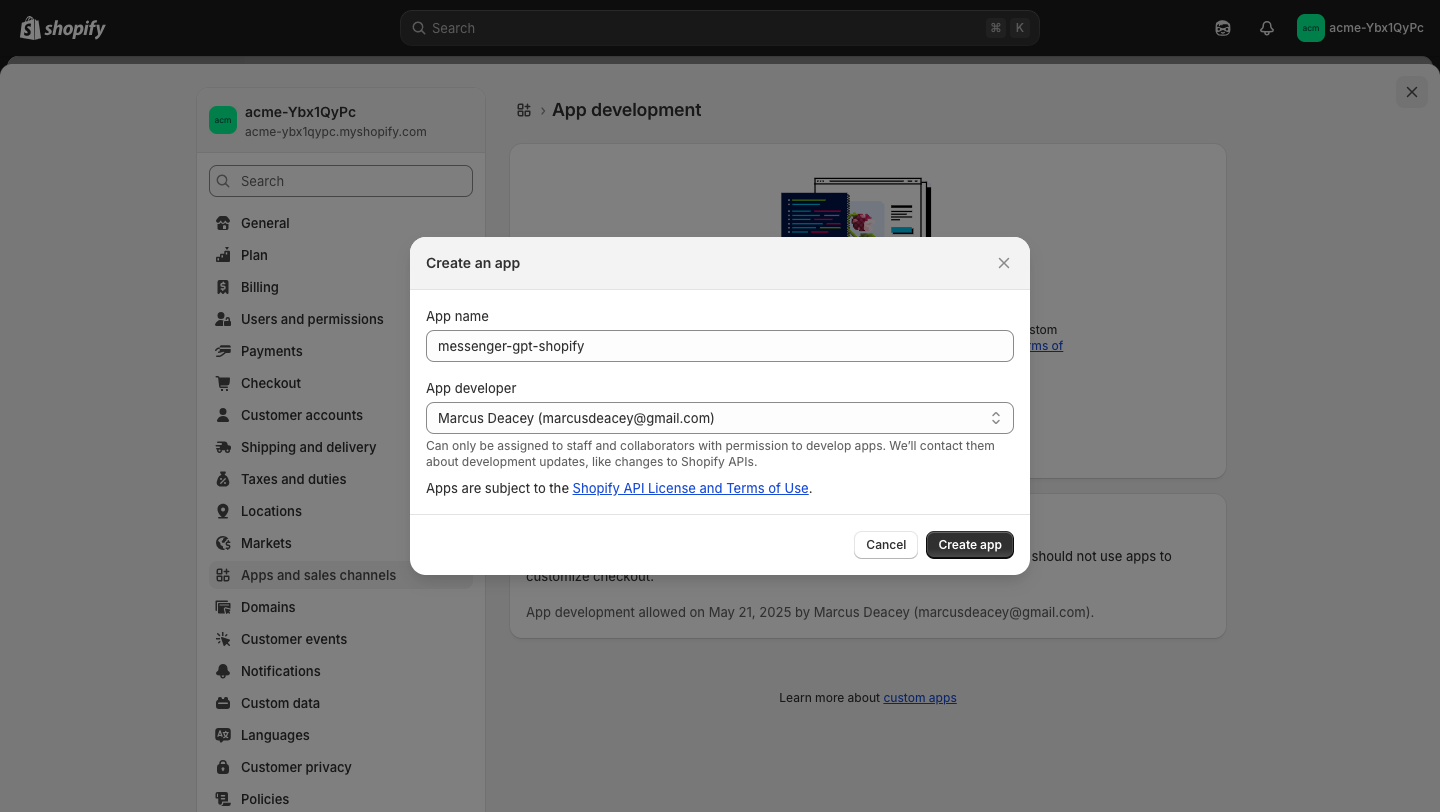 shopify
Search
⌘ K
acm
acme-Ybx1QyPc
acm
acme-Ybx1QyPc
acme-ybx1qypc.myshopify.com
Search
General
Plan
Billing
Users and permissions
Payments
Checkout
Customer accounts
Shipping and delivery
Taxes and duties
Locations
Markets
Apps and sales channels
Domains
Customer events
Notifications
Custom data
Languages
Customer privacy
Policies
App development
Create an app
App name
messenger-gpt-shopify
App developer
Marcus Deacey (marcusdeacey@gmail.com)
Can only be assigned to staff and collaborators with permission to develop apps. We'll contact them
about development updates, like changes to Shopify APIs.
Apps are subject to the Shopify API License and Terms of Use.
Cancel
Create app
should not use apps to
customize checkout.
App development allowed on May 21, 2025 by Marcus Deacey (marcusdeacey@gmail.com).
Learn more about custom apps